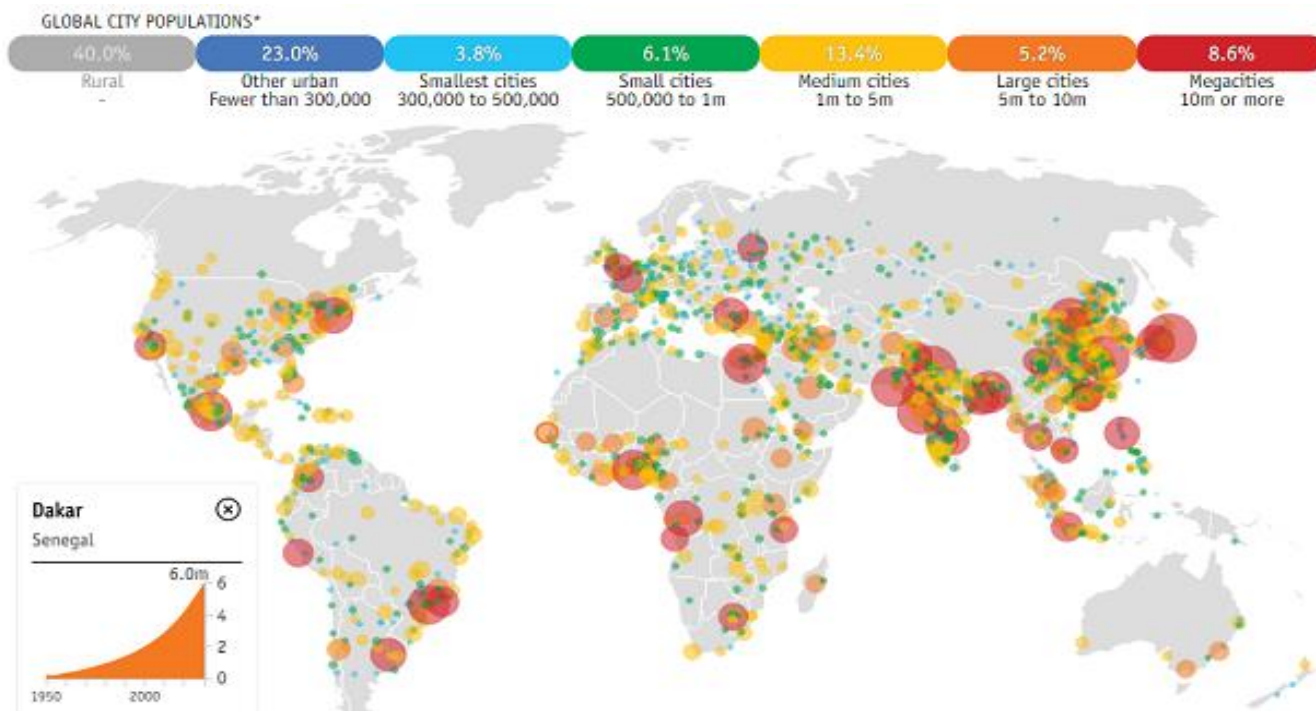 GLOBAL CITY POPULATIONS*
40.0% 23.0% 3.8% 6.1% 13.4% 5.2% 8.6%
Rural Other urban Smallest cities Small cities Medium cities Large cities Megacities
- Fewer than 300,000 300,000 to 500,000 500,000 to 1m 1m to 5m 5m to 10m 10m or more
Dakar
Senegal
6.0m
6
4
2
0
1950 2000